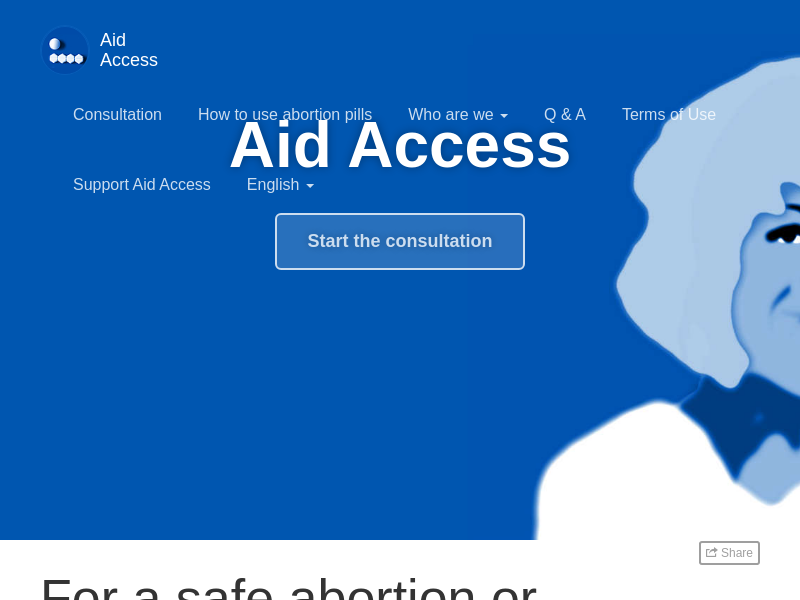 Aid
Access
Consultation
How to use abortion pills
Who are we
Q & A
Terms of Use
Aid Access
Support Aid Access
English
Start the consultation
Share
For a safe abortion or